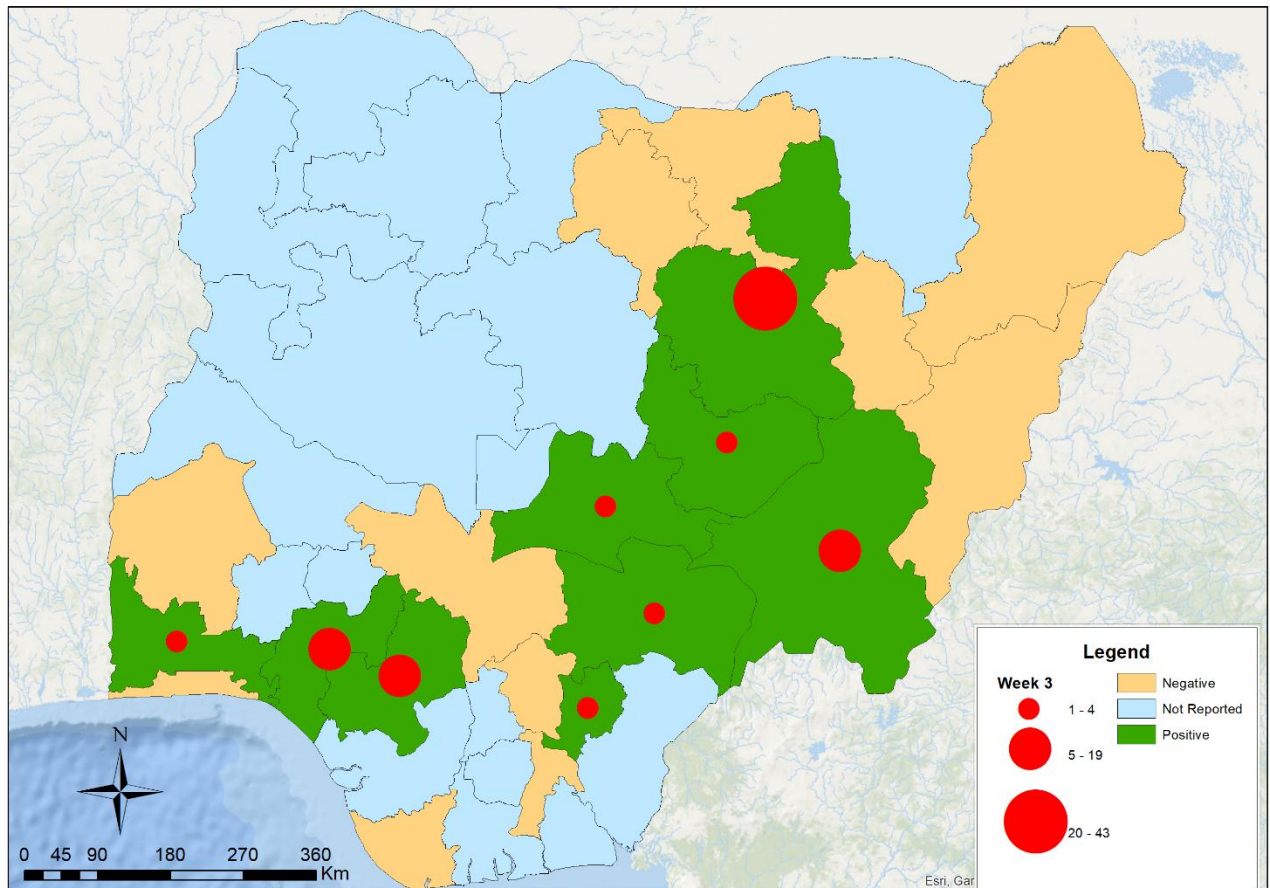 N
0 45 90 180 270 360
Km
Legend
Week 3
1 - 4
5 - 19
20 - 43
Negative
Not Reported
Positive
Esri, Gar